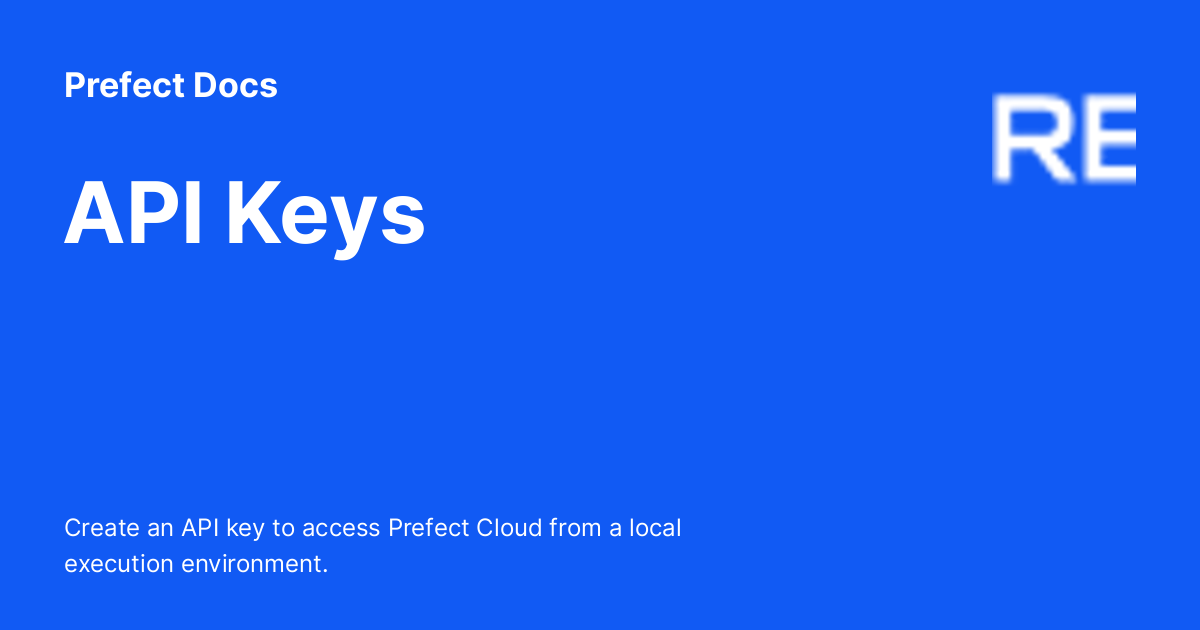 Prefect Docs
RE
API Keys
Create an API key to access Prefect Cloud from a local
execution environment.